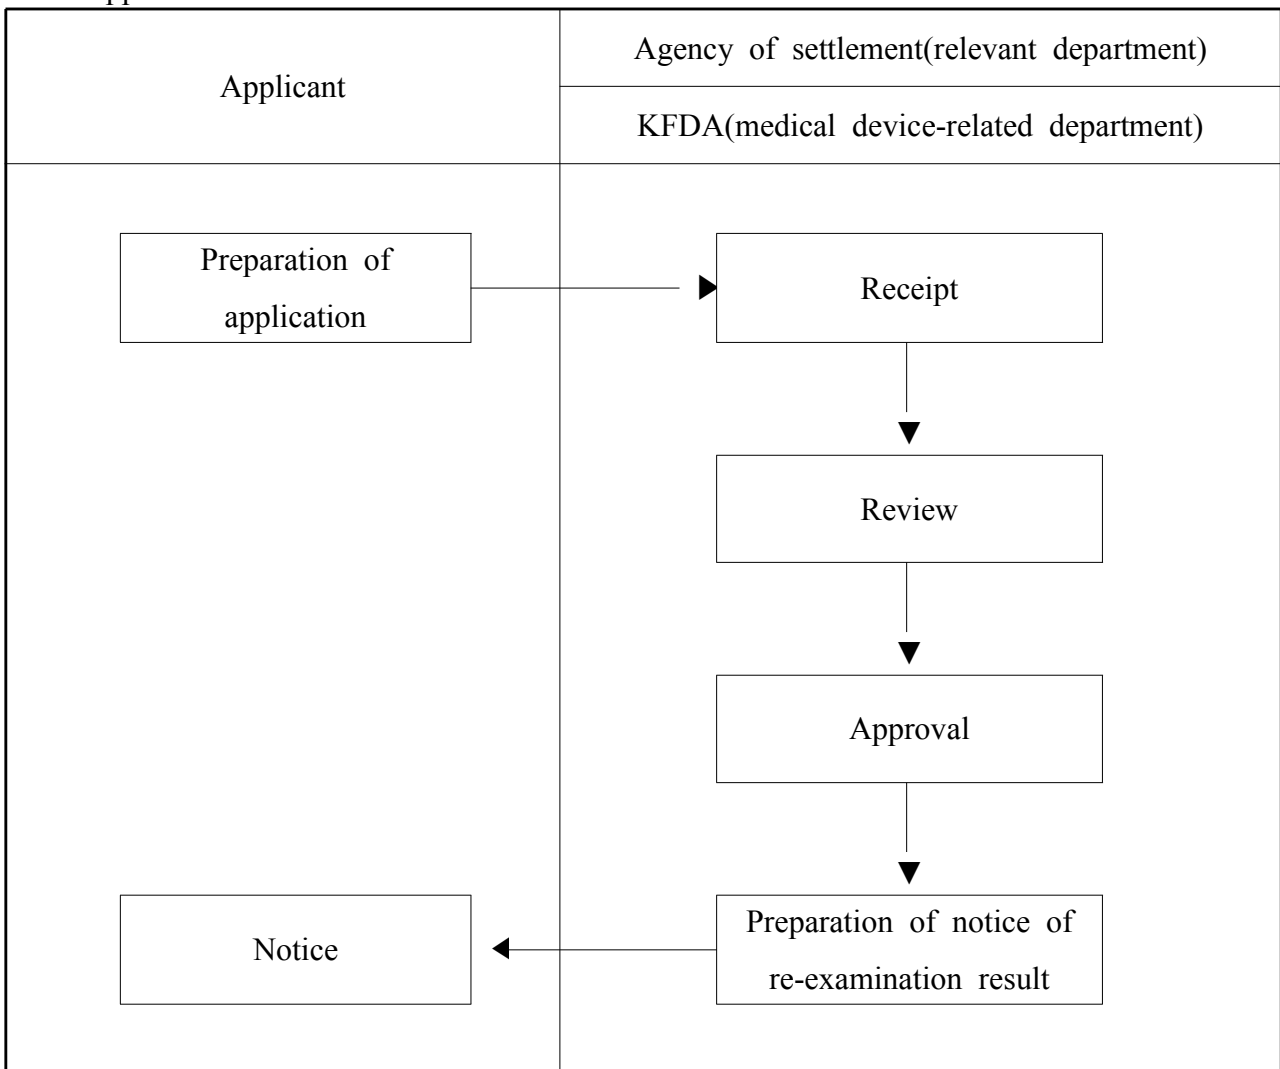 Applicant
Agency of settlement(relevant department)
KFDA(medical device-related department)
Preparation of
application
Receipt
Review
Approval
Preparation of notice of
re-examination result
Notice